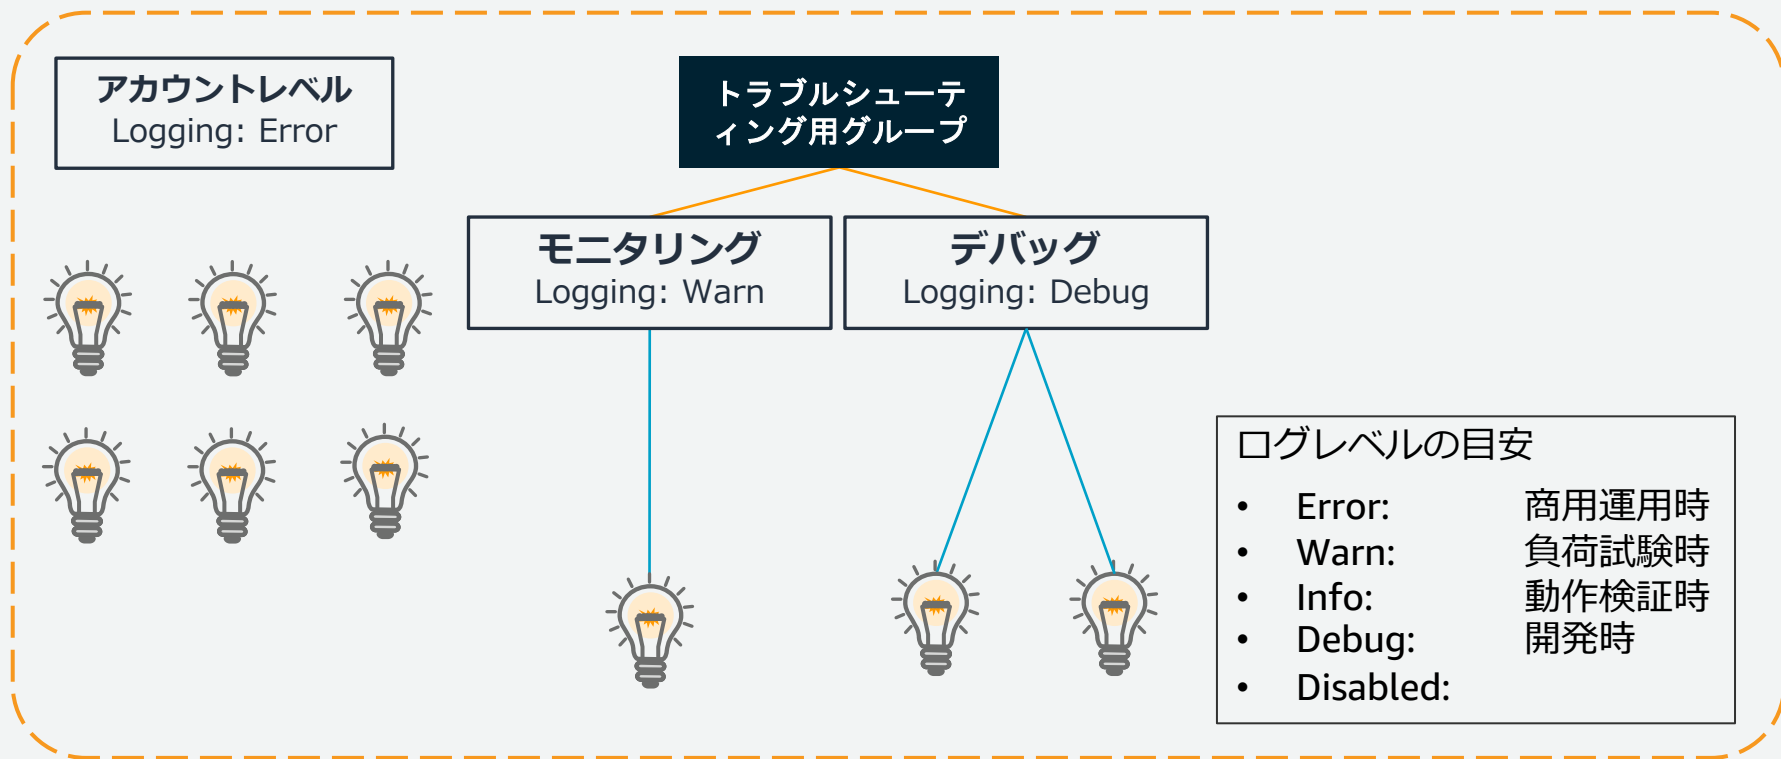 アカウントレベル
Logging: Error
トラブルシューテ
ィング用グループ
モニタリング
Logging: Warn
デバッグ
Logging: Debug
ログレベルの目安
• Error: 商用運用時
• Warn: 負荷試験時
• Info: 動作検証時
• Debug: 開発時
• Disabled: